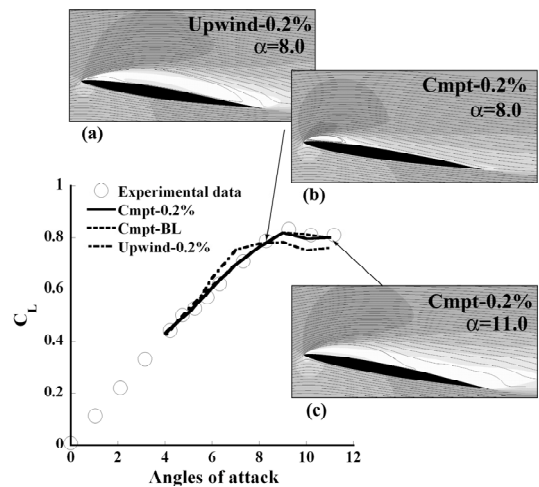 Upwind-0.2%
α=8.0
(a)
Cmpt-0.2%
α=8.0
(b)
Experimental data
Cmpt-0.2%
Cmpt-BL
Upwind-0.2%
1
0.8
0.6
0.4
0.2
0
C_L
0 2 4 6 8 10 12
Angles of attack
Cmpt-0.2%
α=11.0
(c)